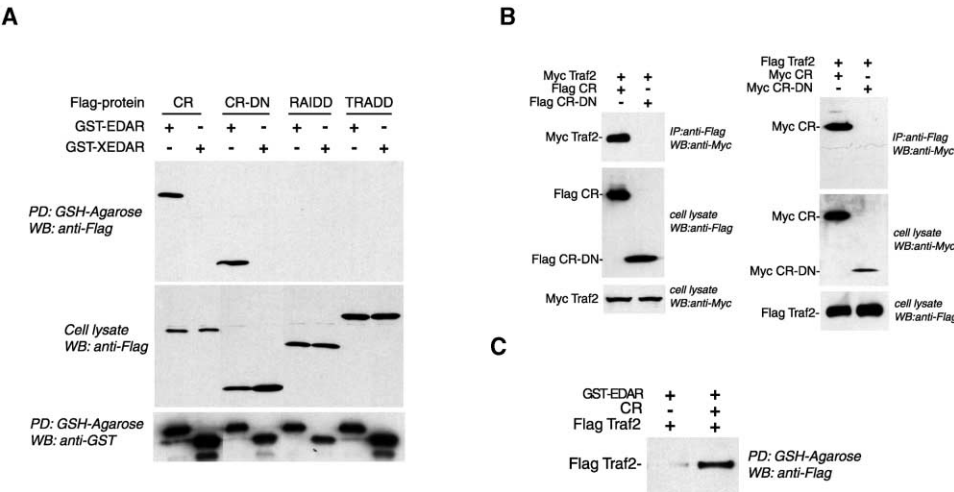 A
Flag-protein CR CR-DN RAIDD TRADD
GST-EDAR + - + - + - + -
GST-XEDAR - + - + - + - +
PD: GSH-Agarose
WB: anti-Flag
Cell lysate
WB: anti-Flag
PD: GSH-Agarose
WB: anti-GST
B
Myc Traf2 + +
Flag CR + -
Flag CR-DN - +
Myc Traf2-
IP:anti-Flag
WB:anti-Myc
Flag CR-
Flag CR-DN-
cell lysate
WB:anti-Flag
Myc Traf2
cell lysate
WB:anti-Myc
Flag Traf2 + +
Myc CR + -
Myc CR-DN - +
Myc CR-
IP:anti-Flag
WB:anti-Myc
Myc CR-
Myc CR-DN-
cell lysate
WB:anti-Myc
Flag Traf2-
cell lysate
WB:anti-Flag
C
GST-EDAR + +
CR - +
Flag Traf2 + +
Flag Traf2-
PD: GSH-Agarose
WB: anti-Flag